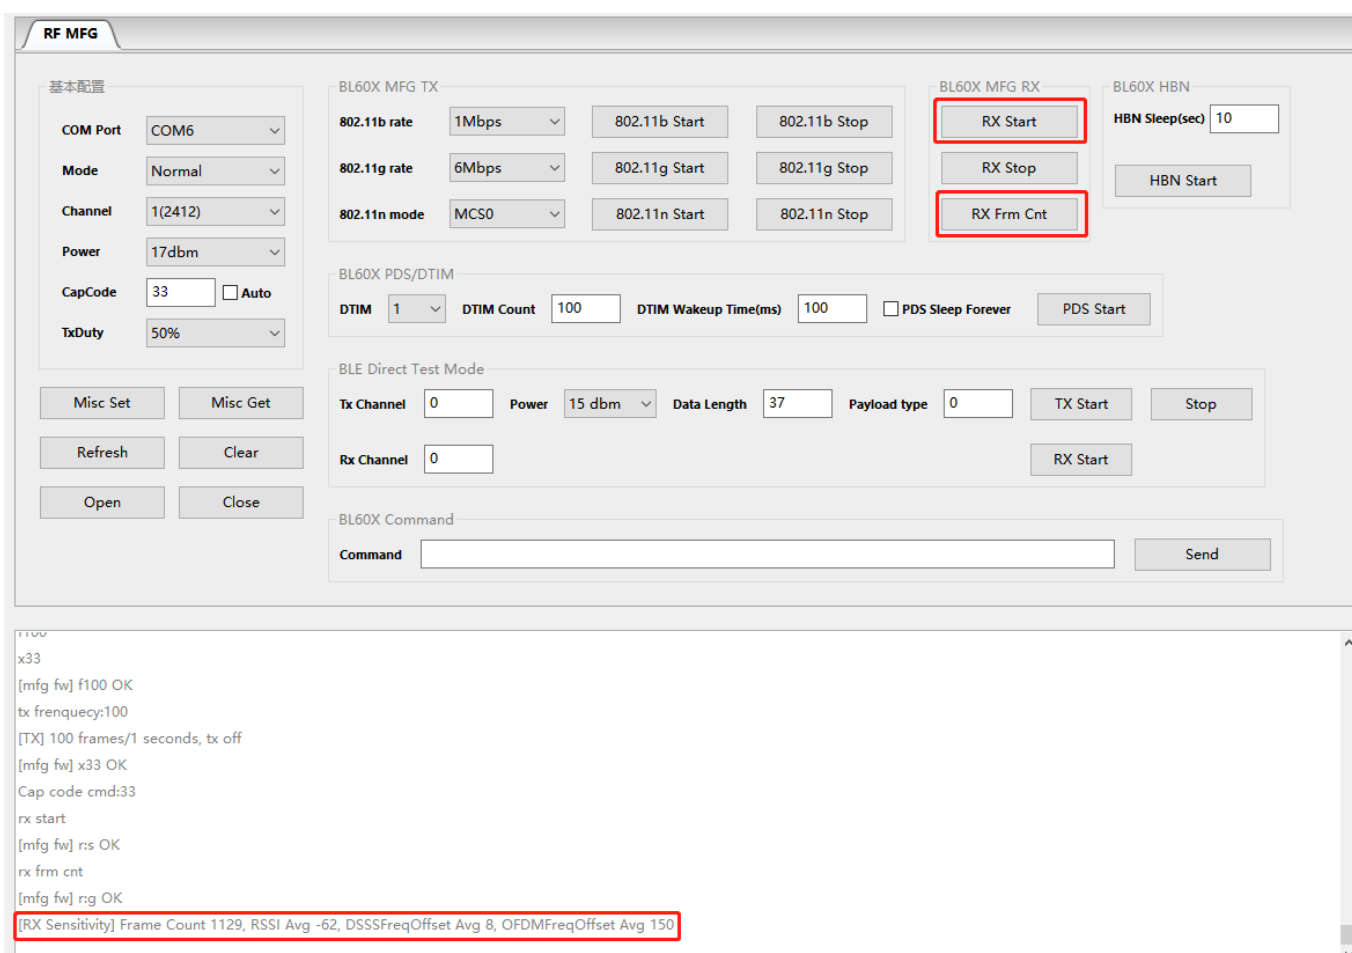 RF MFG
基本配置
COM Port COM6
Mode Normal
Channel 1(2412)
Power 17dbm
CapCode 33 Auto
TxDuty 50%
Misc Set Misc Get
Refresh Clear
Open Close
BL60X MFG TX
802.11b rate 1Mbps 802.11b Start 802.11b Stop
802.11g rate 6Mbps 802.11g Start 802.11g Stop
802.11n mode MCS0 802.11n Start 802.11n Stop
BL60X MFG RX
RX Start
RX Stop
RX Frm Cnt
BL60X HBN
HBN Sleep(sec) 10
HBN Start
BL60X PDS/DTIM
DTIM 1 DTIM Count 100 DTIM Wakeup Time(ms) 100 PDS Sleep Forever PDS Start
BLE Direct Test Mode
Tx Channel 0 Power 15 dbm Data Length 37 Payload type 0 TX Start Stop
Rx Channel 0 RX Start
BL60X Command
Command Send
x33
[mfg fw] f100 OK
tx frenquecy:100
[TX] 100 frames/1 seconds, tx off
[mfg fw] x33 OK
Cap code cmd:33
rx start
[mfg fw] r:s OK
rx frm cnt
[mfg fw] r:g OK
[RX Sensitivity] Frame Count 1129, RSSI Avg -62, DSSSFreqOffset Avg 8, OFDMFreqOffset Avg 150